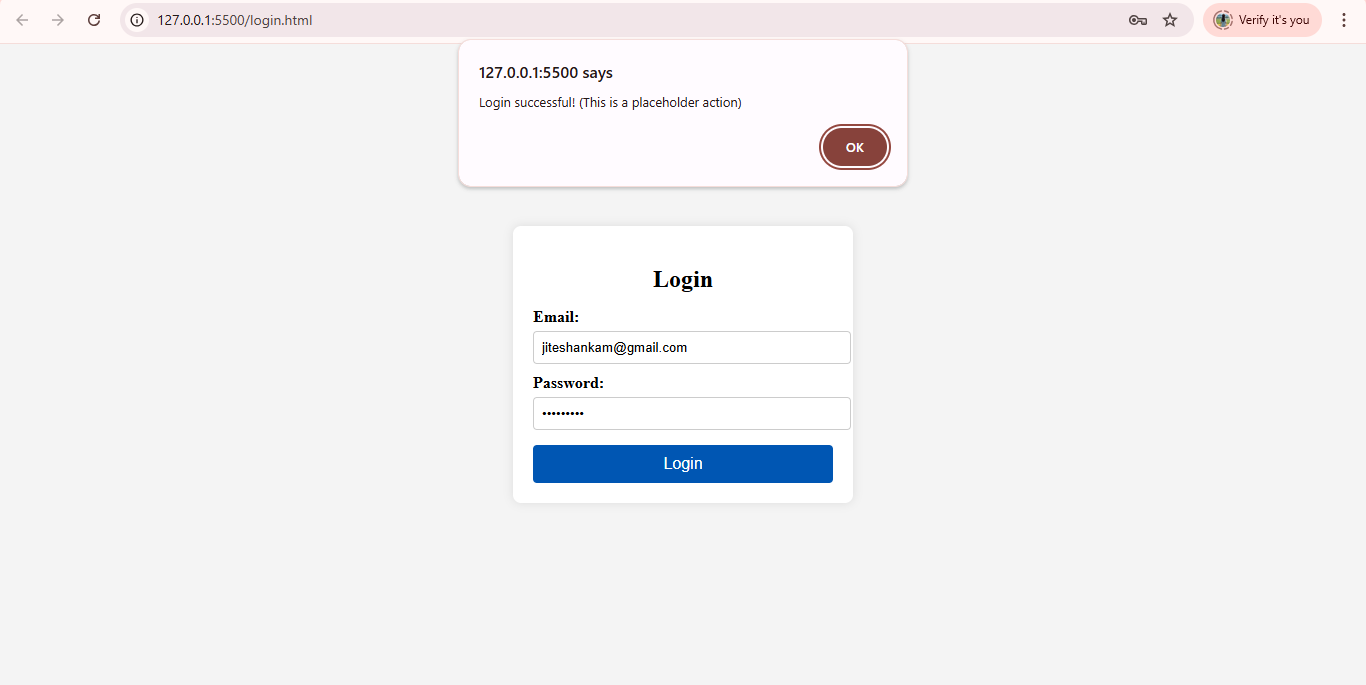 127.0.0.1:5500/login.html
Verify it's you
127.0.0.1:5500 says
Login successful! (This is a placeholder action)
OK
Login
Email:
jiteshankam@gmail.com
Password:
•••••••••
Login